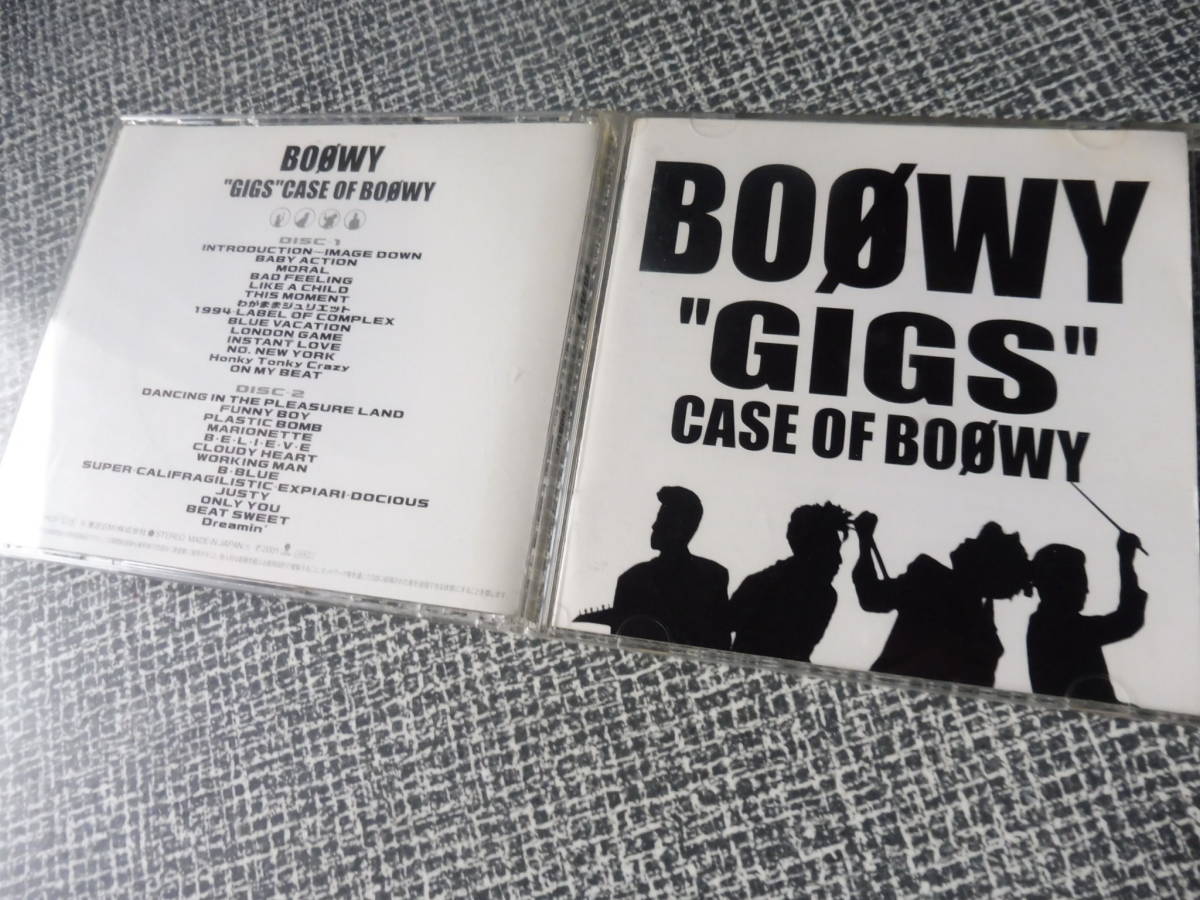 BOØWY
"GIGS"CASE OF BOØWY
DISC-1
INTRODUCTION~IMAGE DOWN
BABY ACTION
MORAL
BAD FEELING
LIKE A CHILD
THIS MOMENT
わがままジュリエット
1994-LABEL OF COMPLEX
BLUE VACATION
LONDON GAME
INSTANT LOVE
NO. NEW YORK
Honky Tonky Crazy
ON MY BEAT
DISC-2
DANCING IN THE PLEASURE LAND
FUNNY BOY
PLASTIC BOMB
MARIONETTE
B·E·L·I·E·V·E
CLOUDY HEART
WORKING MAN
B·BLUE
SUPER-CALIFRAGILISTIC-EXPIARI-DOCIOUS
JUSTY
ONLY YOU
BEAT SWEET
Dreamin'
STEREO MADE IN JAPAN
BOØWY
"GIGS"
CASE OF BOØWY